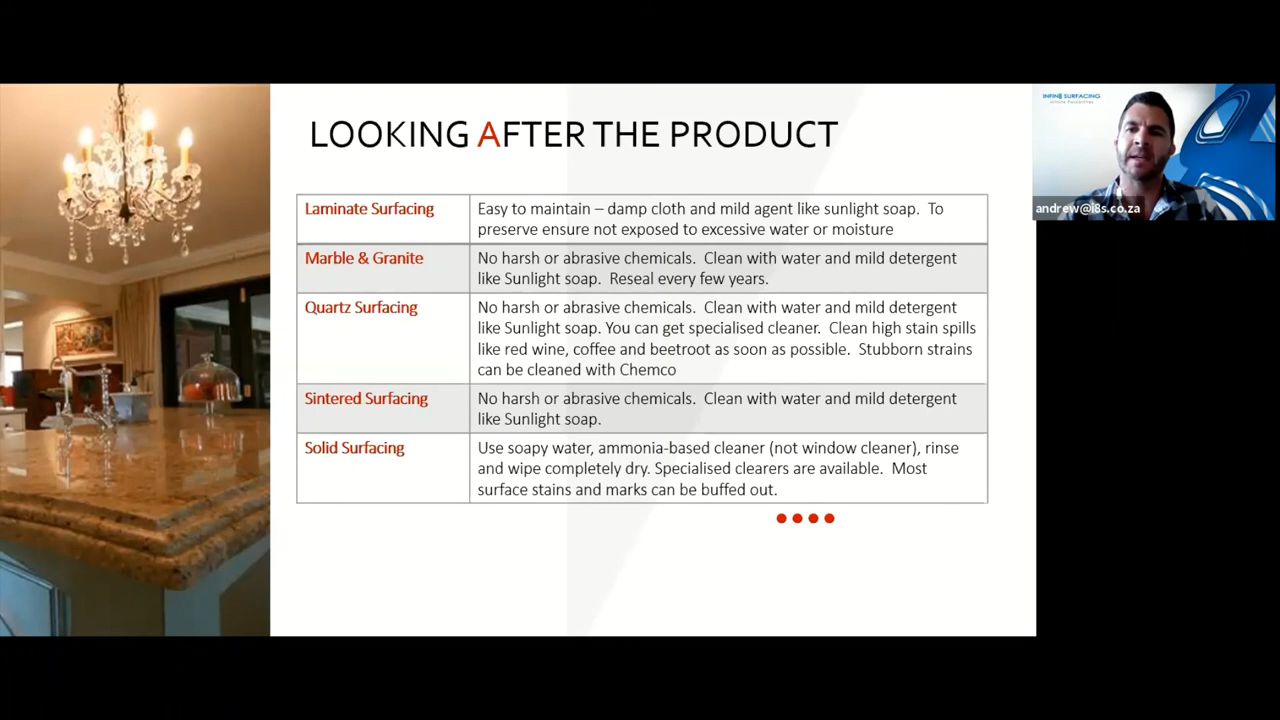 LOOKING AFTER THE PRODUCT
INFINI SURFACING
Infinite Possibilities
andrew@i8s.co.za
Laminate Surfacing
Easy to maintain – damp cloth and mild agent like sunlight soap. To
preserve ensure not exposed to excessive water or moisture
Marble & Granite
No harsh or abrasive chemicals. Clean with water and mild detergent
like Sunlight soap. Reseal every few years.
Quartz Surfacing
No harsh or abrasive chemicals. Clean with water and mild detergent
like Sunlight soap. You can get specialised cleaner. Clean high stain spills
like red wine, coffee and beetroot as soon as possible. Stubborn strains
can be cleaned with Chemco
Sintered Surfacing
No harsh or abrasive chemicals. Clean with water and mild detergent
like Sunlight soap.
Solid Surfacing
Use soapy water, ammonia-based cleaner (not window cleaner), rinse
and wipe completely dry. Specialised clearers are available. Most
surface stains and marks can be buffed out.